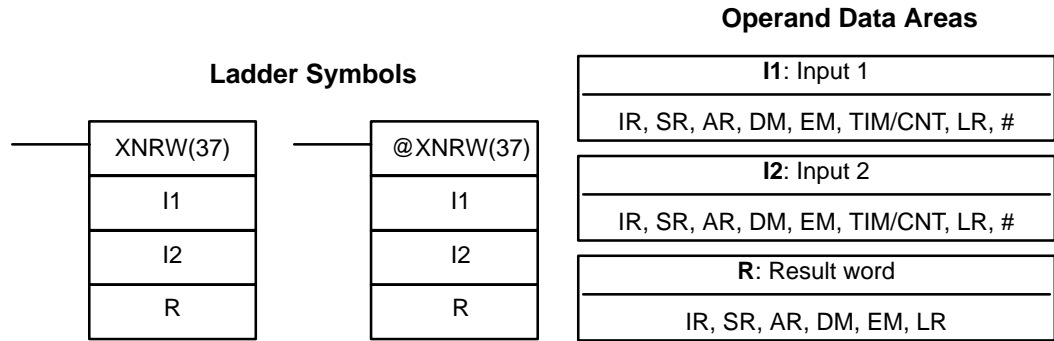 Operand Data Areas
Ladder Symbols
XNRW(37)
I1
I2
R
@XNRW(37)
I1
I2
R
I1: Input 1
IR, SR, AR, DM, EM, TIM/CNT, LR, #
I2: Input 2
IR, SR, AR, DM, EM, TIM/CNT, LR, #
R: Result word
IR, SR, AR, DM, EM, LR